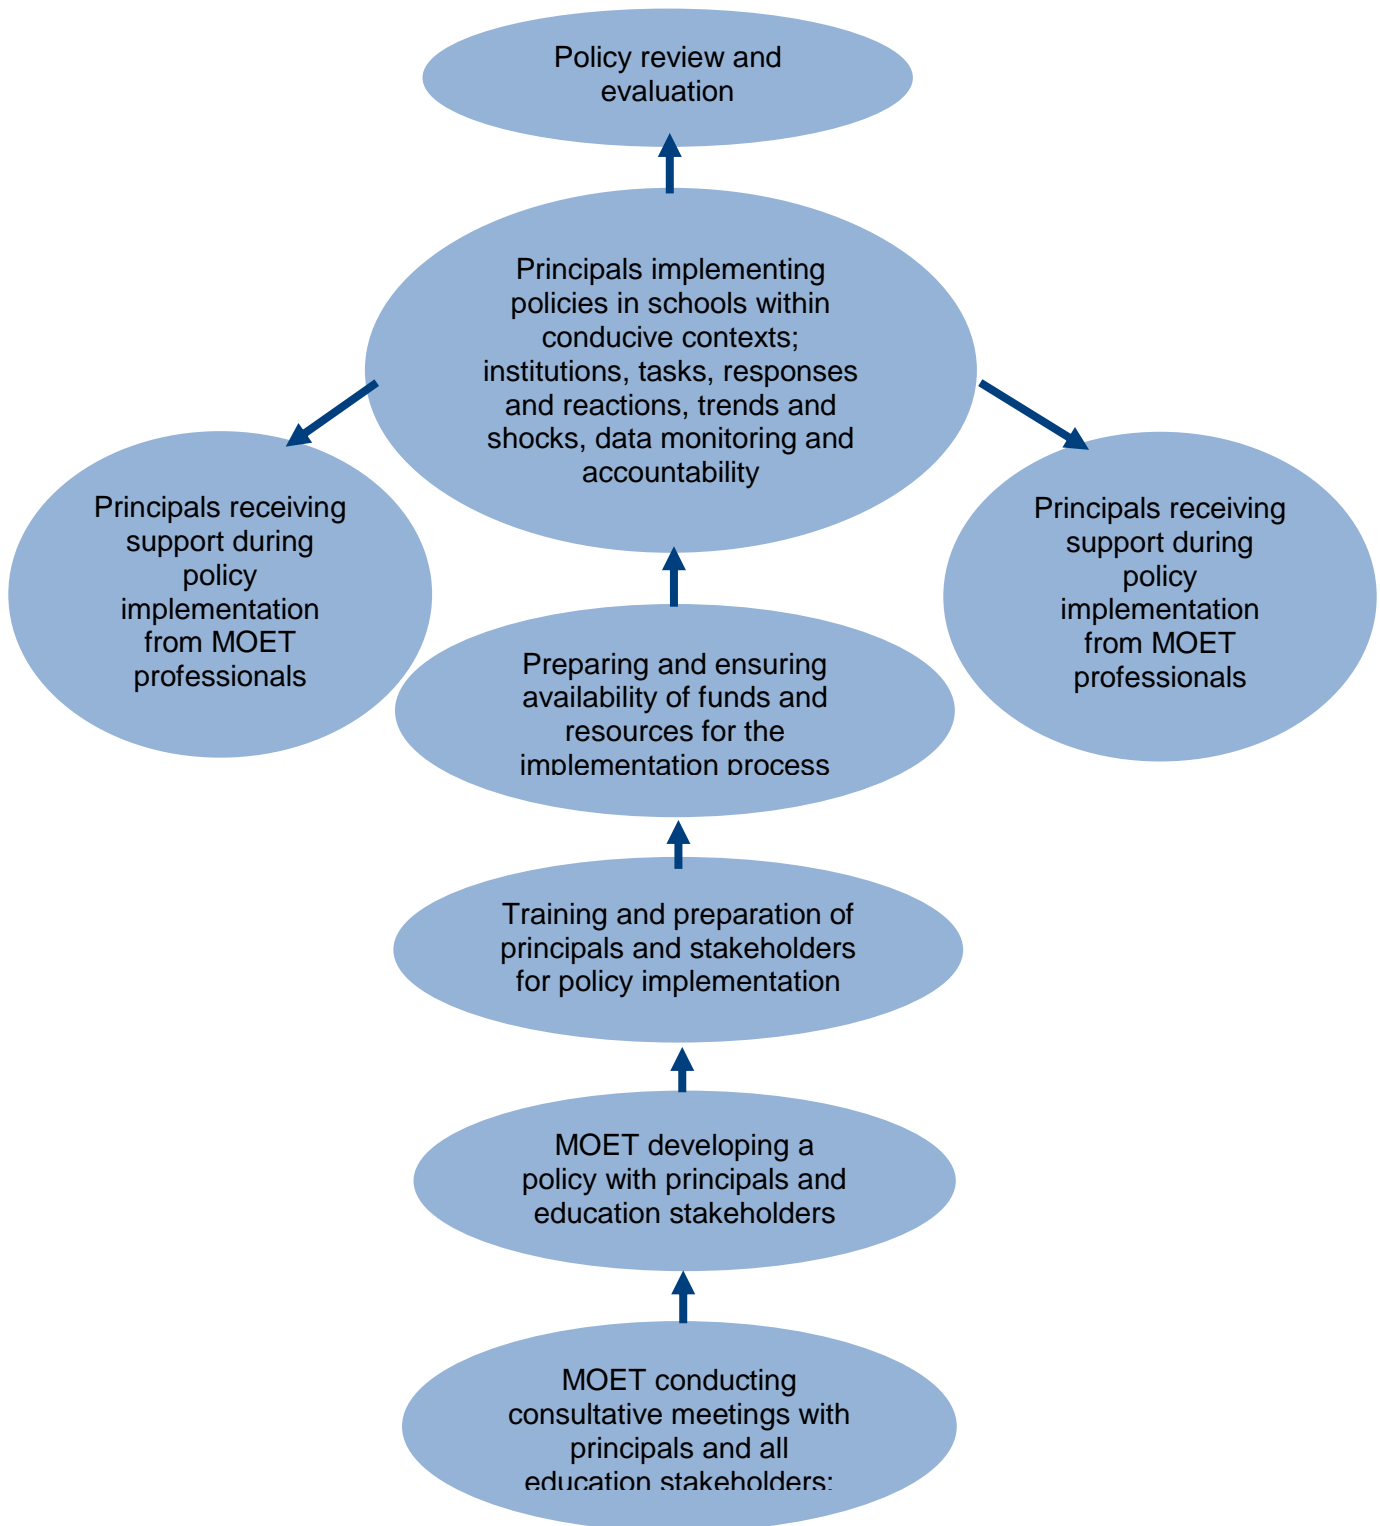 Policy review and
evaluation
Principals implementing
policies in schools within
conducive contexts;
institutions, tasks, responses
and reactions, trends and
shocks, data monitoring and
accountability
Principals receiving
support during
policy
implementation
from MOET
professionals
Principals receiving
support during
policy
implementation
from MOET
professionals
Preparing and ensuring
availability of funds and
resources for the
implementation process
Training and preparation of
principals and stakeholders
for policy implementation
MOET developing a
policy with principals and
education stakeholders
MOET conducting
consultative meetings with
principals and all
education stakeholders;